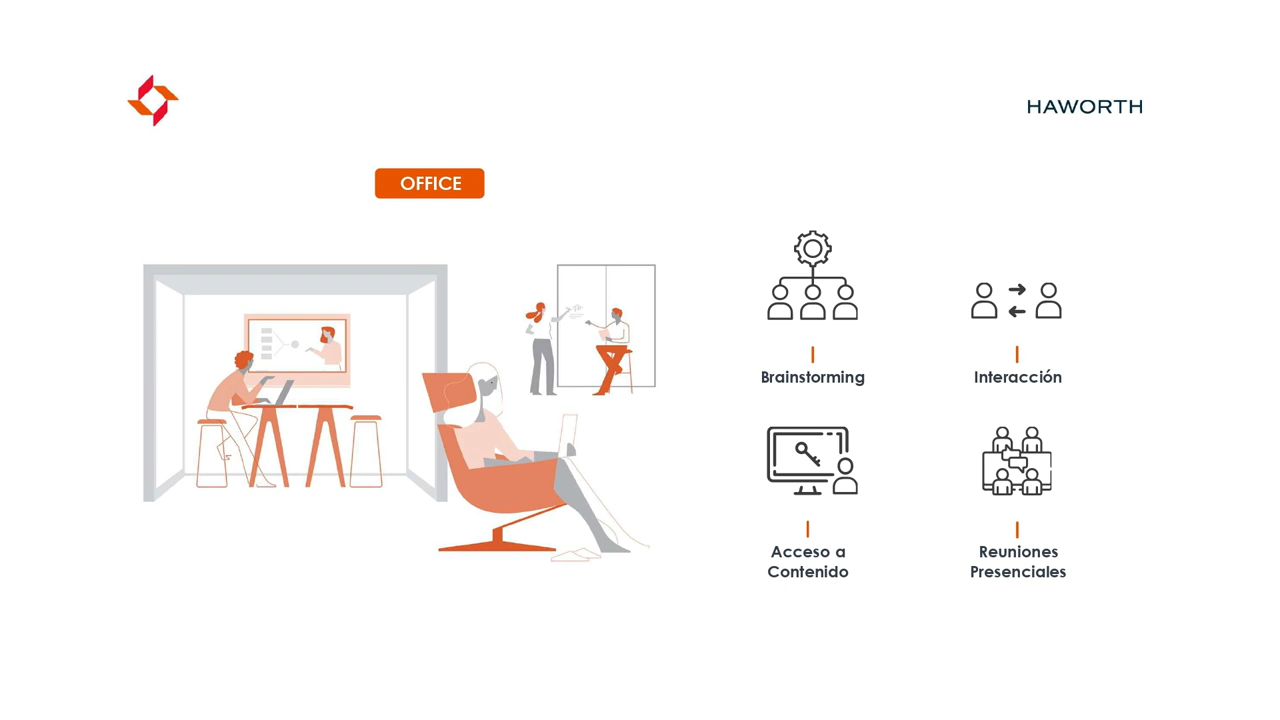 HAWORTH
OFFICE
Brainstorming
Interacción
Acceso a
Contenido
Reuniones
Presenciales